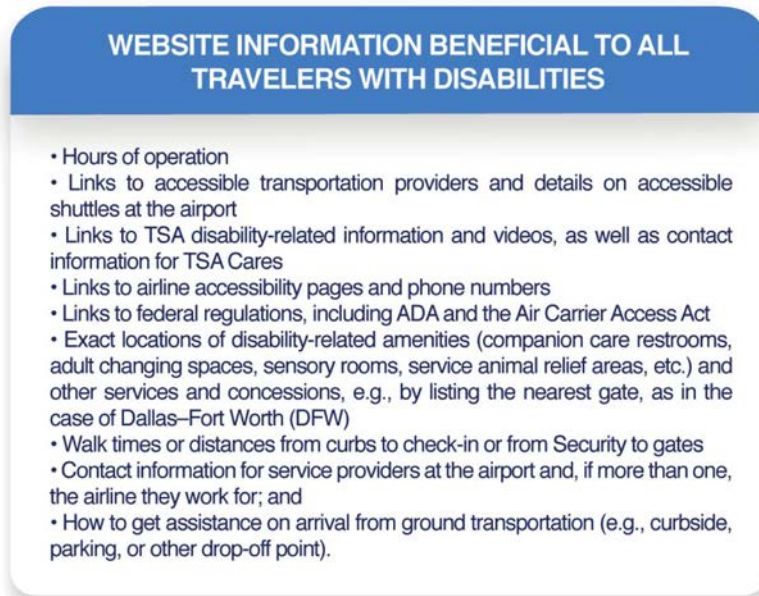 WEBSITE INFORMATION BENEFICIAL TO ALL
TRAVELERS WITH DISABILITIES
• Hours of operation
• Links to accessible transportation providers and details on accessible
shuttles at the airport
• Links to TSA disability-related information and videos, as well as contact
information for TSA Cares
• Links to airline accessibility pages and phone numbers
• Links to federal regulations, including ADA and the Air Carrier Access Act
• Exact locations of disability-related amenities (companion care restrooms,
adult changing spaces, sensory rooms, service animal relief areas, etc.) and
other services and concessions, e.g., by listing the nearest gate, as in the
case of Dallas–Fort Worth (DFW)
• Walk times or distances from curbs to check-in or from Security to gates
• Contact information for service providers at the airport and, if more than one,
the airline they work for; and
• How to get assistance on arrival from ground transportation (e.g., curbside,
parking, or other drop-off point).